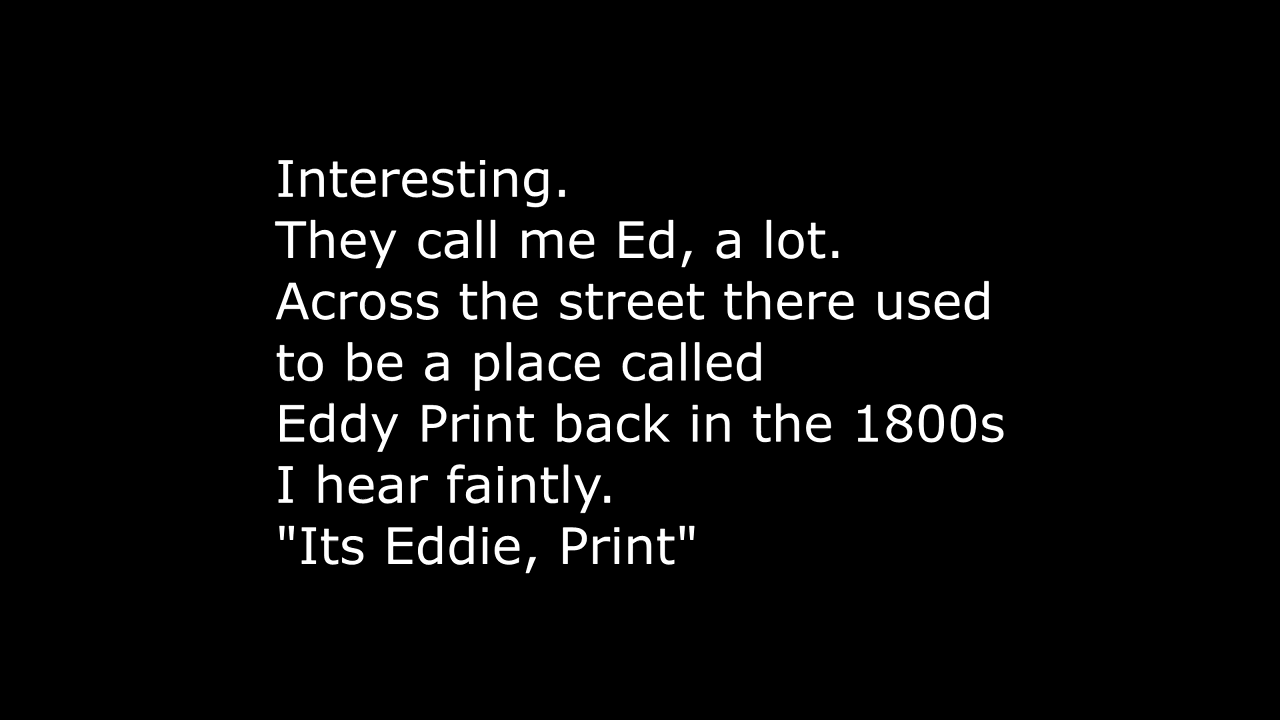 Interesting.
They call me Ed, a lot.
Across the street there used
to be a place called
Eddy Print back in the 1800s
I hear faintly.
"Its Eddie, Print"